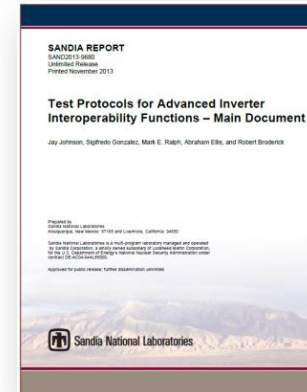 SANDIA REPORT
SAND2013-9880
Unlimited Release
Printed November 2013
Test Protocols for Advanced Inverter
Interoperability Functions – Main Document
Jay Johnson, Sigifredo Gonzalez, Mark E. Ralph, Abraham Ellis, and Robert Broderick
Prepared by
Sandia National Laboratories
Albuquerque, New Mexico 87185 and Livermore, California 94550
Sandia National Laboratories is a multi-program laboratory managed and operated
by Sandia Corporation, a wholly owned subsidiary of Lockheed Martin Corporation,
for the U.S. Department of Energy's National Nuclear Security Administration under
contract DE-AC04-94AL85000.
Approved for public release; further dissemination unlimited.
Sandia National Laboratories